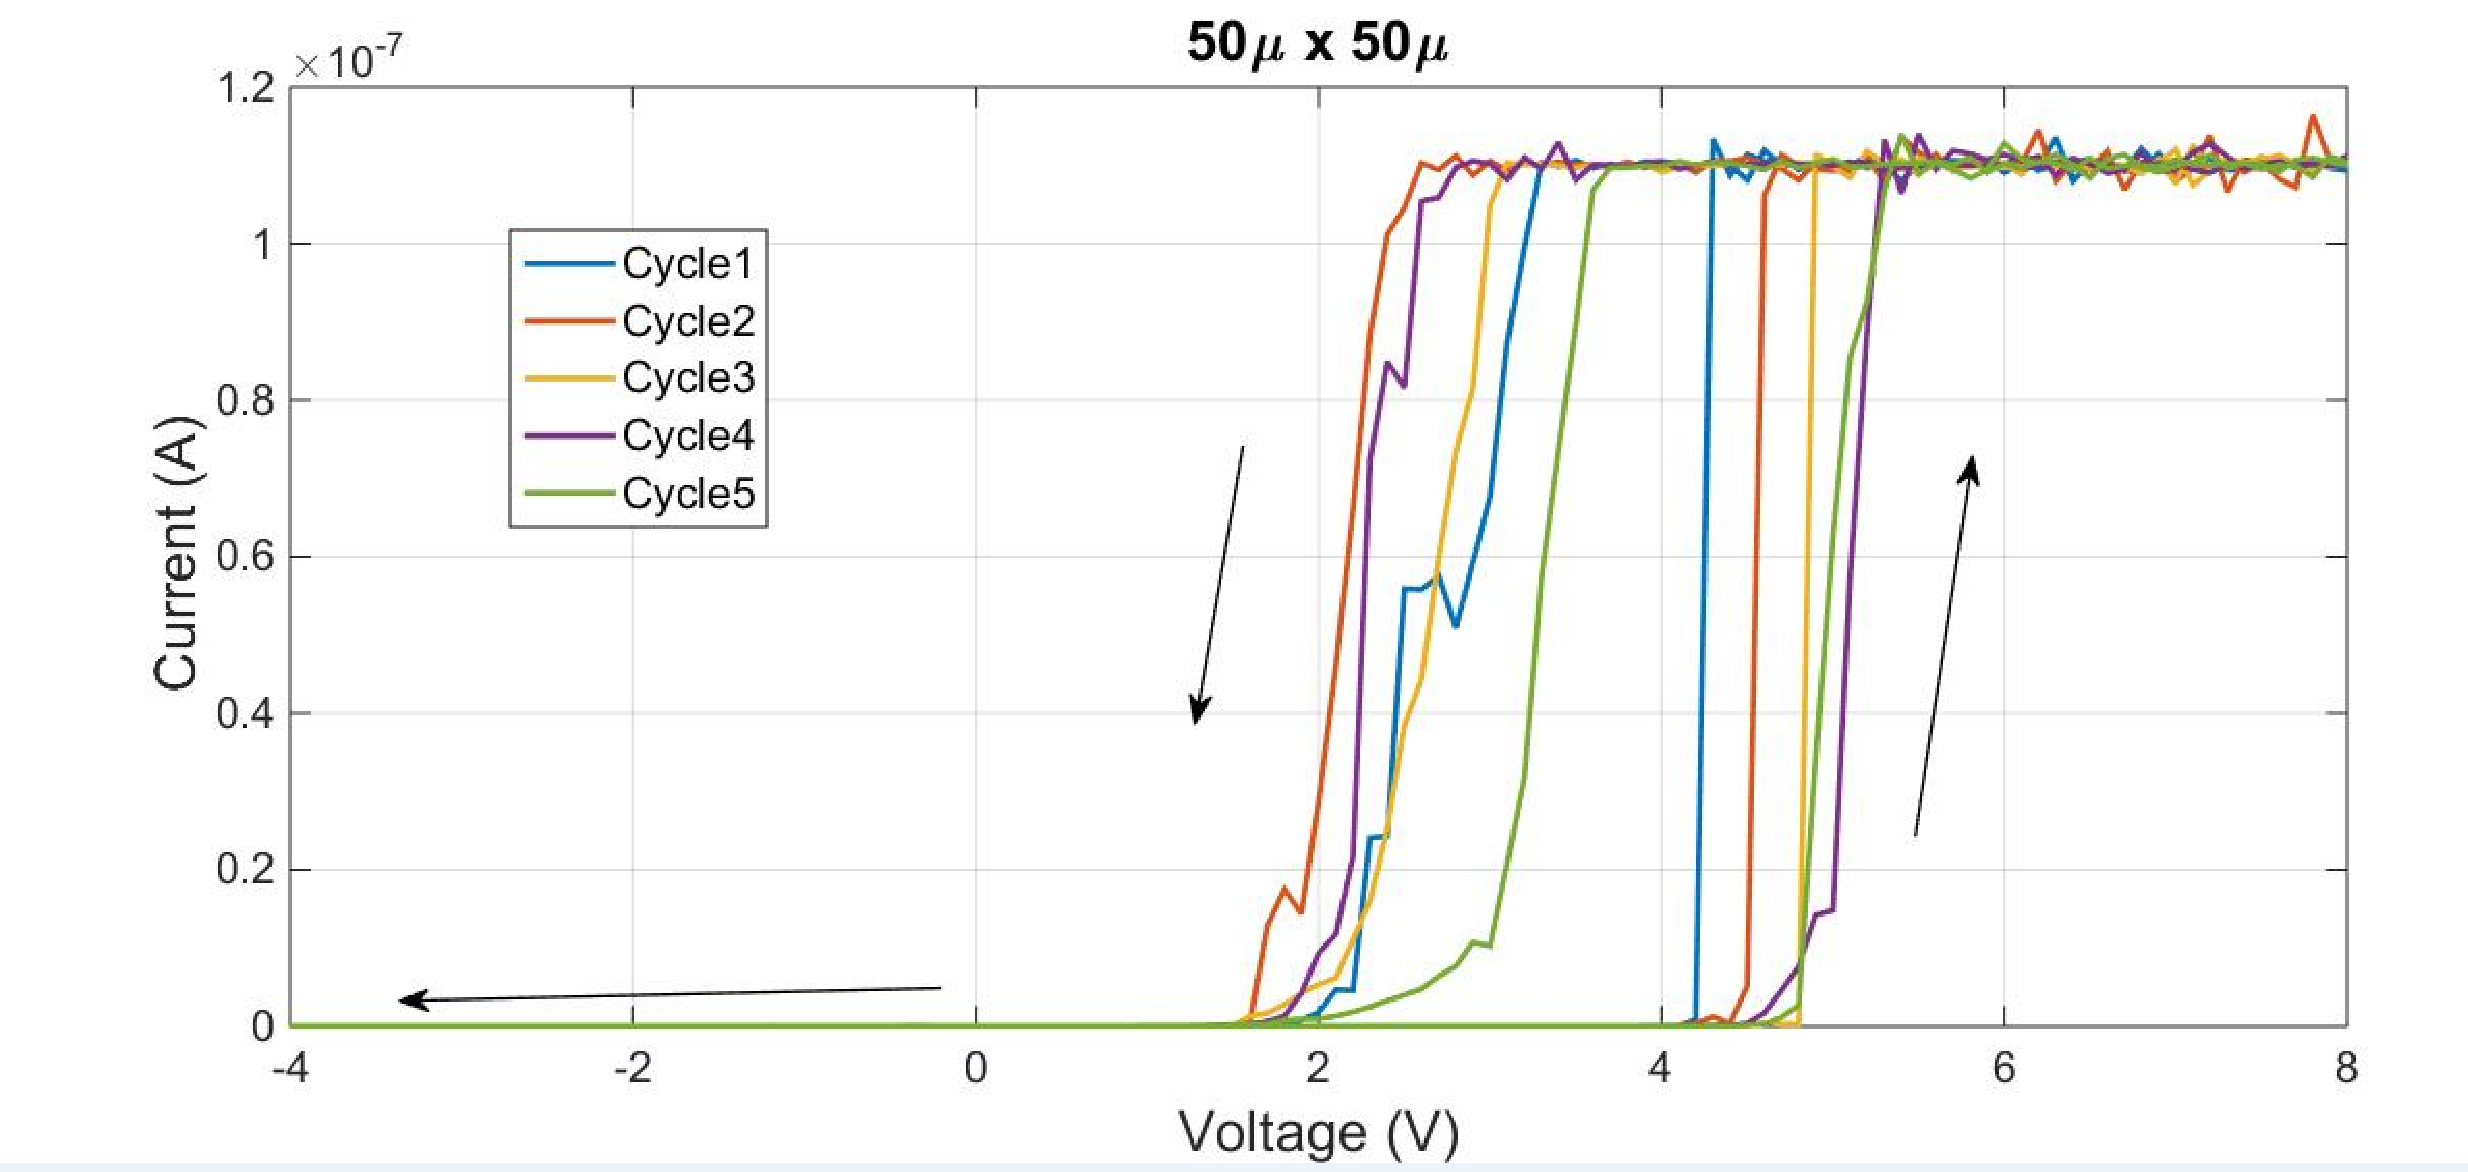 50μ x 50μ
×10-7
1.2
1
0.8
0.6
0.4
0.2
0
Current (A)
Cycle1
Cycle2
Cycle3
Cycle4
Cycle5
-4 -2 0 2 4 6 8
Voltage (V)